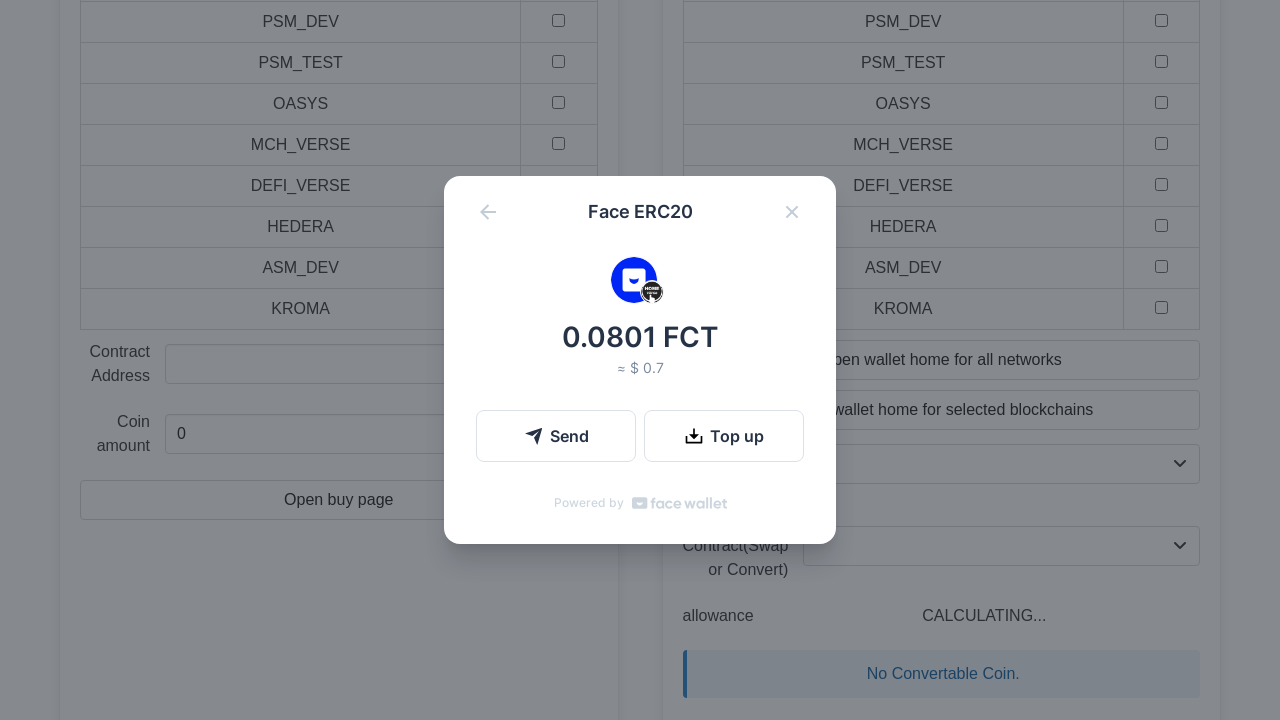 PSM_DEV
PSM_TEST
OASYS
MCH_VERSE
DEFI_VERSE
HEDERA
ASM_DEV
KROMA
Contract
Address
Coin
amount
0
Open buy page
PSM_DEV
PSM_TEST
OASYS
MCH_VERSE
DEFI_VERSE
HEDERA
ASM_DEV
KROMA
pen wallet home for all networks
wallet home for selected blockchains
Contract(Swap
or Convert)
allowance
CALCULATING...
No Convertable Coin.
Face ERC20
HOME
0.0801 FCT
≈ $ 0.7
Send
Top up
Powered by face wallet